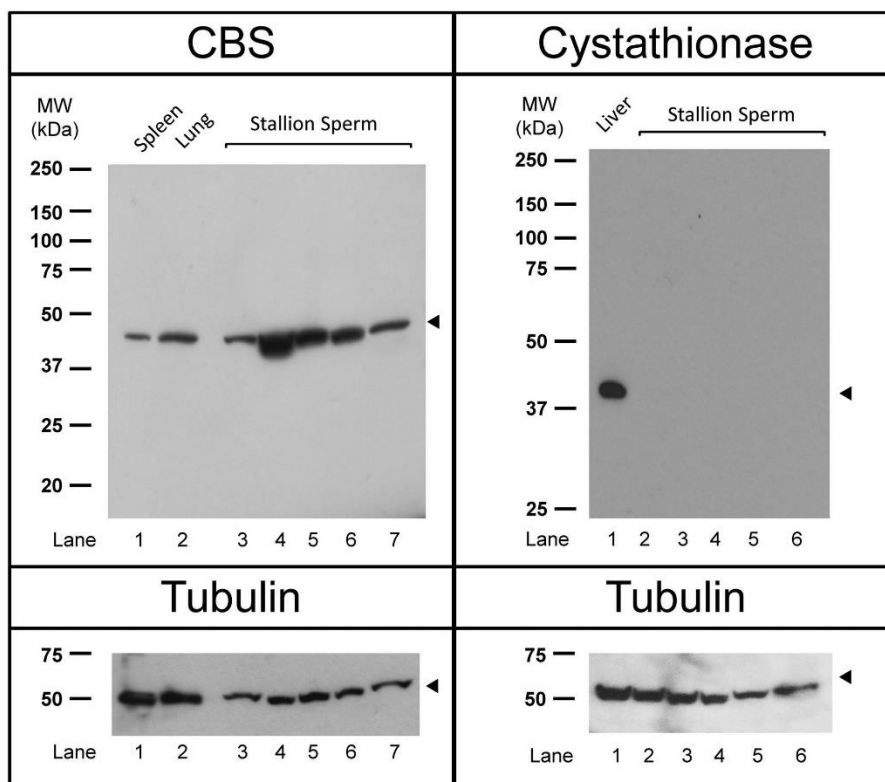 CBS
MW
(kDa)
Spleen
Lung
Stallion Sperm
250
150
100
75
50
37
25
20
Lane 1 2 3 4 5 6 7
Cystathionase
MW
(kDa)
Liver
Stallion Sperm
250
150
100
75
50
37
25
Lane 1 2 3 4 5 6
Tubulin
75
50
Lane 1 2 3 4 5 6 7
Tubulin
75
50
Lane 1 2 3 4 5 6